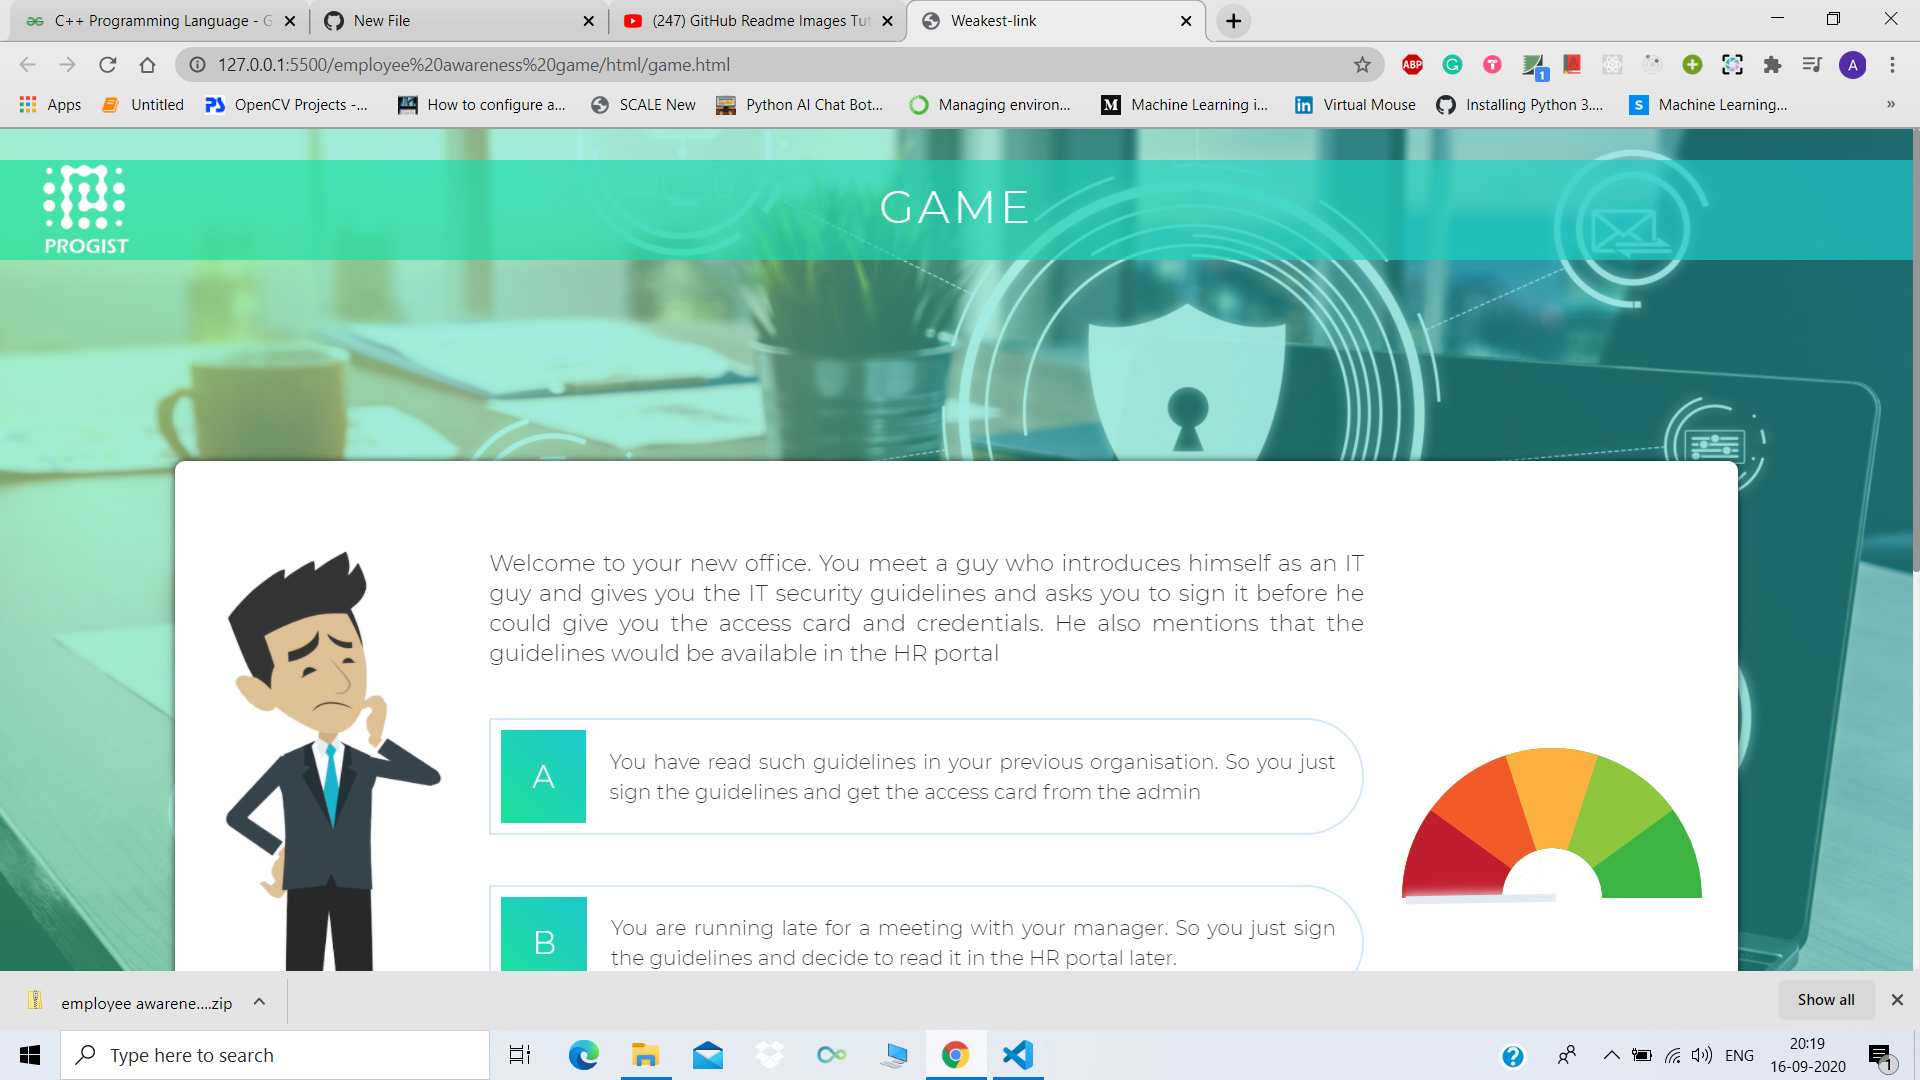 C++ Programming Language - G
New File
(247) GitHub Readme Images Tut
Weakest-link
127.0.0.1:5500/employee%20awareness%20game/html/game.html
ABP
1
A
Apps
Untitled
OpenCV Projects -...
How to configure a...
SCALE New
Python AI Chat Bot...
Managing environ...
Machine Learning i...
Virtual Mouse
Installing Python 3....
Machine Learning...
»
PROGIST
GAME
Welcome to your new office. You meet a guy who introduces himself as an IT
guy and gives you the IT security guidelines and asks you to sign it before he
could give you the access card and credentials. He also mentions that the
guidelines would be available in the HR portal
A
You have read such guidelines in your previous organisation. So you just
sign the guidelines and get the access card from the admin
B
You are running late for a meeting with your manager. So you just sign
the guidelines and decide to read it in the HR portal later.
employee awarene....zip
Show all
Type here to search
ENG
20:19
16-09-2020
1